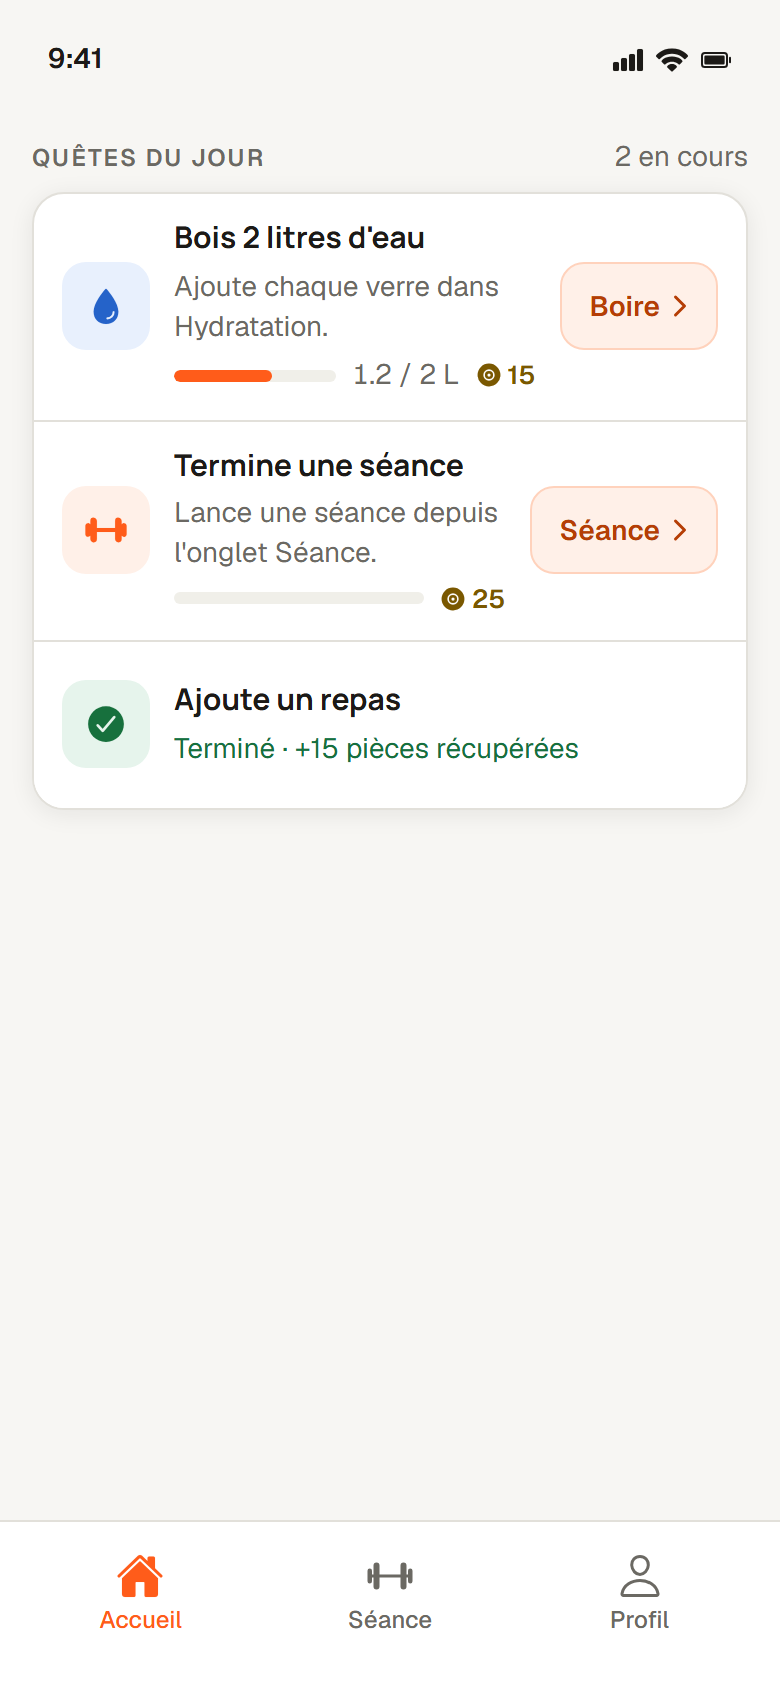 9:41
QUÊTES DU JOUR
2 en cours
Bois 2 litres d'eau
Ajoute chaque verre dans
Hydratation.
1.2 / 2 L
15
Boire
Termine une séance
Lance une séance depuis
l'onglet Séance.
25
Séance
Ajoute un repas
Terminé · +15 pièces récupérées
Accueil
Séance
Profil